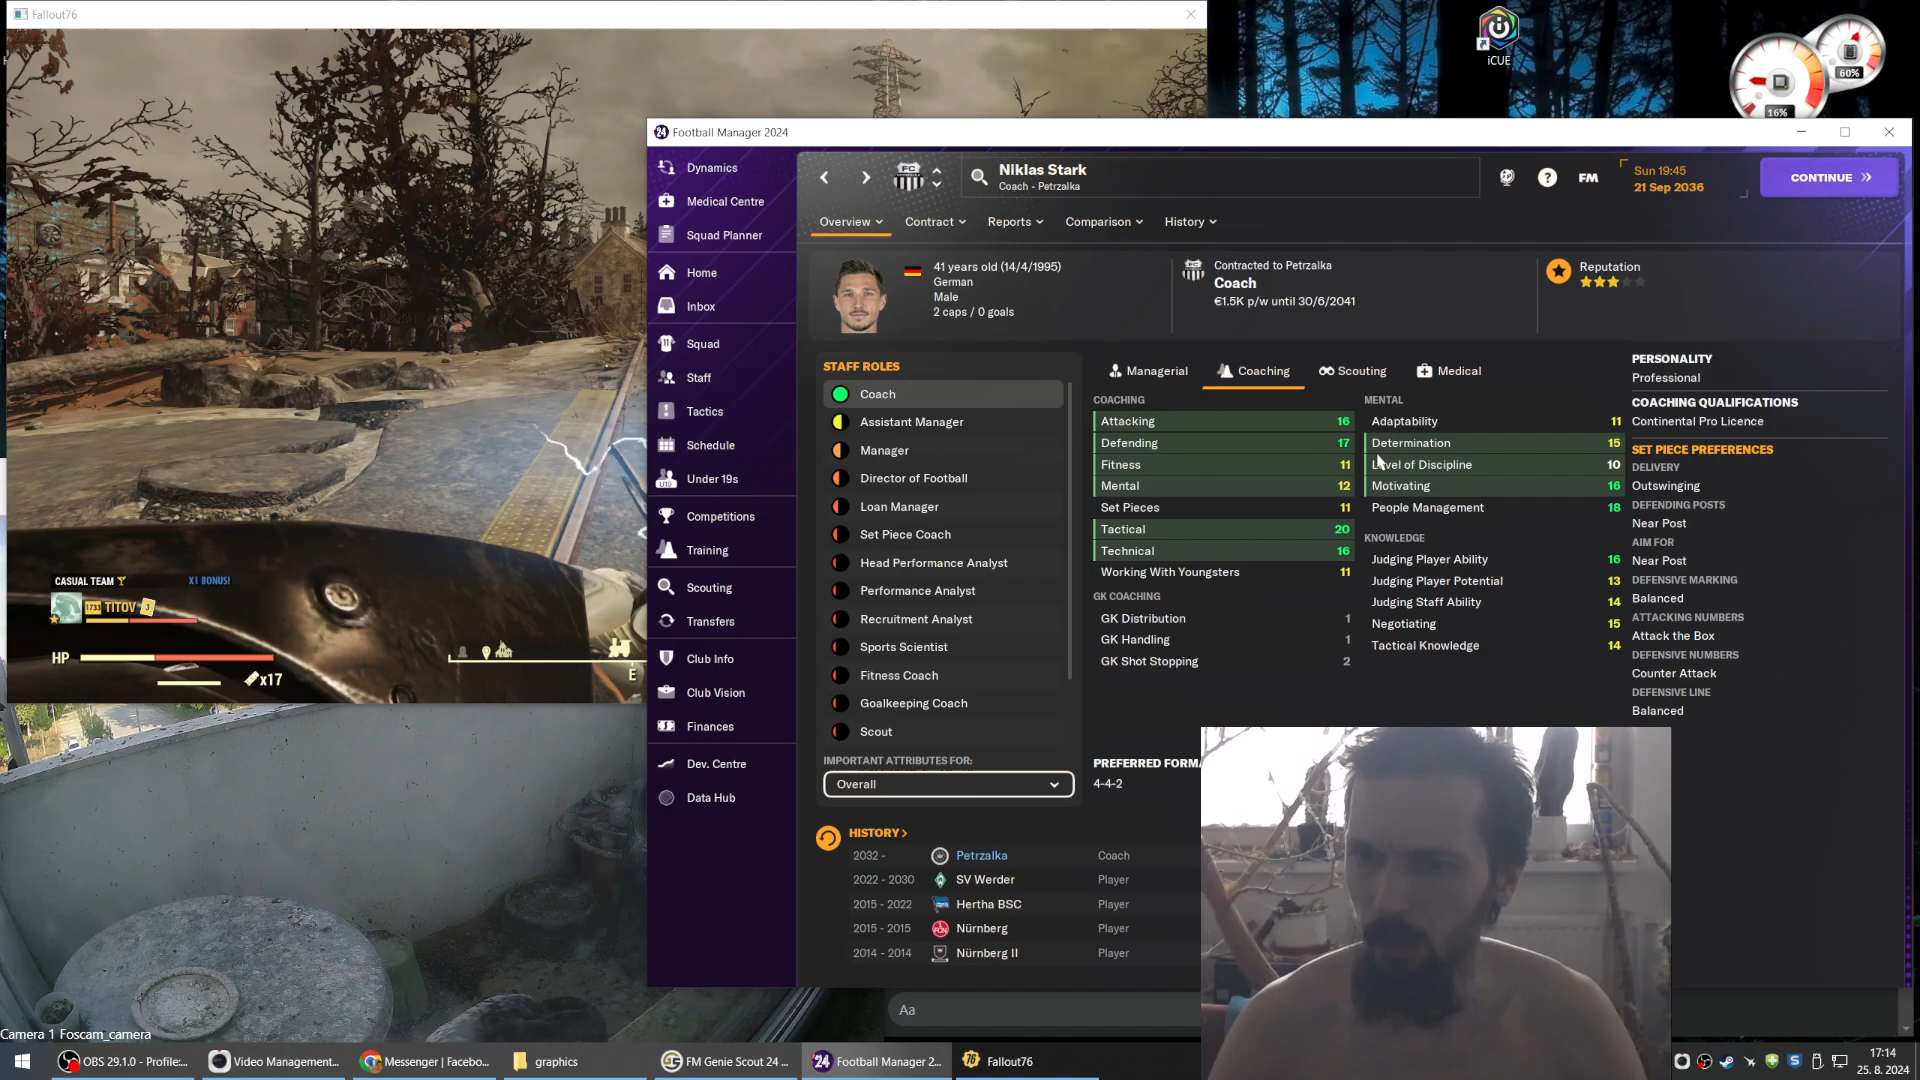 Fallout76
iCUE
60%
16%
CASUAL TEAM
X1 BONUS!
1733 TITOV 3
HP
x17
E
Camera 1 Foscam_camera
24 Football Manager 2024
Dynamics
Medical Centre
Squad Planner
Home
Inbox
Squad
Staff
Tactics
Schedule
Under 19s
Competitions
Training
Scouting
Transfers
Club Info
Club Vision
Finances
Dev. Centre
Data Hub
Niklas Stark
Coach - Petrzalka
FM
Sun 19:45
21 Sep 2036
CONTINUE
Overview Contract Reports Comparison History
41 years old (14/4/1995)
German
Male
2 caps / 0 goals
Contracted to Petrzalka
Coach
€1.5K p/w until 30/6/2041
Reputation
STAFF ROLES
Coach
Assistant Manager
Manager
Director of Football
Loan Manager
Set Piece Coach
Head Performance Analyst
Performance Analyst
Recruitment Analyst
Sports Scientist
Fitness Coach
Goalkeeping Coach
Scout
IMPORTANT ATTRIBUTES FOR:
Overall
Managerial Coaching Scouting Medical
COACHING
Attacking 16
Defending 17
Fitness 11
Mental 12
Set Pieces 11
Tactical 20
Technical 16
Working With Youngsters 11
GK COACHING
GK Distribution 1
GK Handling 1
GK Shot Stopping 2
MENTAL
Adaptability 11
Determination 15
Level of Discipline 10
Motivating 16
People Management 18
KNOWLEDGE
Judging Player Ability 16
Judging Player Potential 13
Judging Staff Ability 14
Negotiating 15
Tactical Knowledge 14
PERSONALITY
Professional
COACHING QUALIFICATIONS
Continental Pro Licence
SET PIECE PREFERENCES
DELIVERY
Outswinging
DEFENDING POSTS
Near Post
AIM FOR
Near Post
DEFENSIVE MARKING
Balanced
ATTACKING NUMBERS
Attack the Box
DEFENSIVE NUMBERS
Counter Attack
DEFENSIVE LINE
Balanced
PREFERRED FORMA
4-4-2
HISTORY >
2032 - Petrzalka Coach
2022 - 2030 SV Werder Player
2015 - 2022 Hertha BSC Player
2015 - 2015 Nürnberg Player
2014 - 2014 Nürnberg II Player
Aa
OBS 29.1.0 - Profile:...
Video Management...
Messenger | Facebo...
graphics
FM Genie Scout 24 ...
24 Football Manager 2...
76 Fallout76
17:14
25. 8. 2024